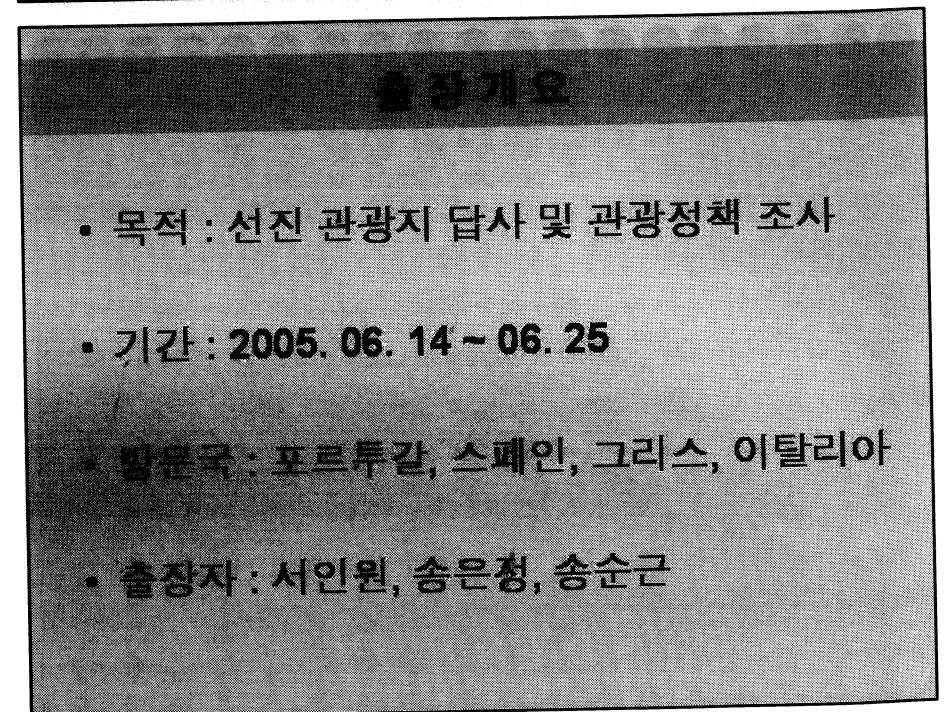 출장개요
▪ 목적 : 선진 관광지 답사 및 관광정책 조사
▪ 기간 : 2005. 06. 14 ~ 06. 25
▪ 방문국 : 포르투갈, 스페인, 그리스, 이탈리아
▪ 출장자 : 서인원, 송은정, 송순근